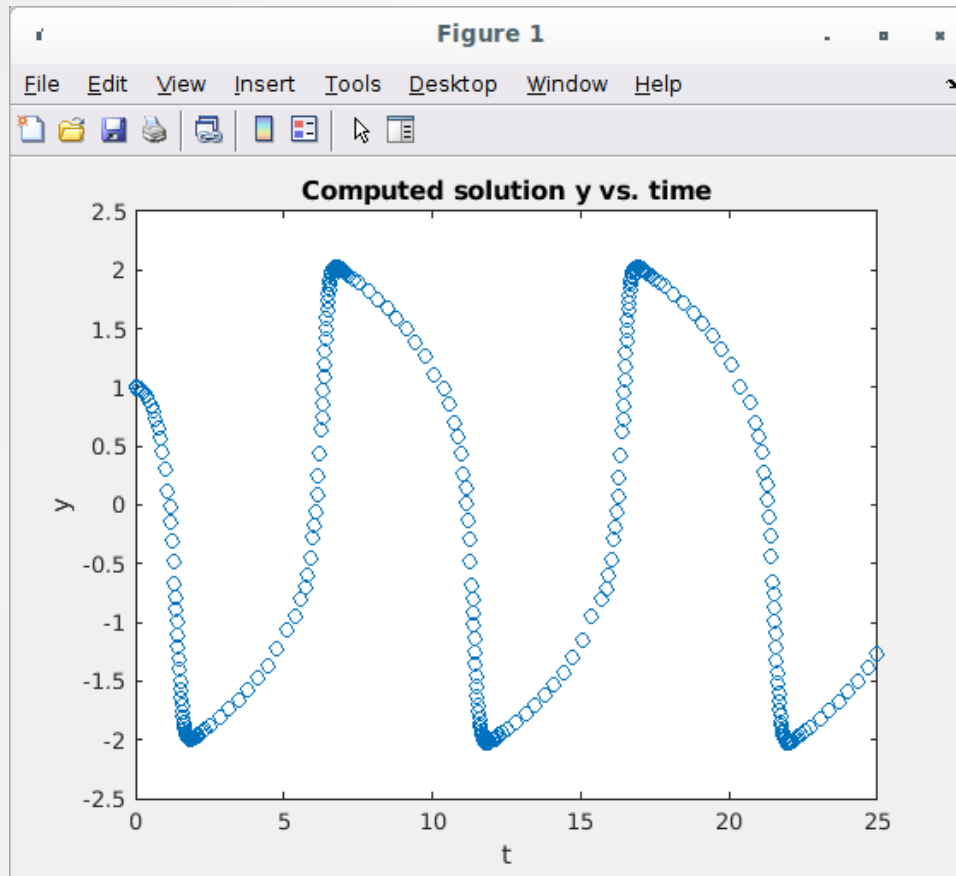 Figure 1
File Edit View Insert Tools Desktop Window Help
Computed solution y vs. time
2.5
2
1.5
1
0.5
0
-0.5
-1
-1.5
-2
-2.5
y
0 5 10 15 20 25
t